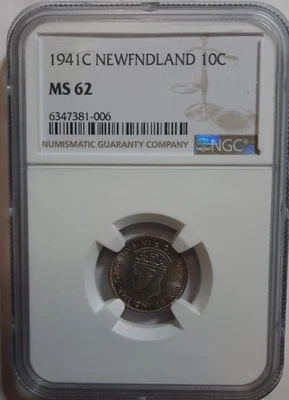 1941C NEWFNDLAND 10C
MS 62
6347381-006
NUMISMATIC GUARANTY COMPANY
NGC